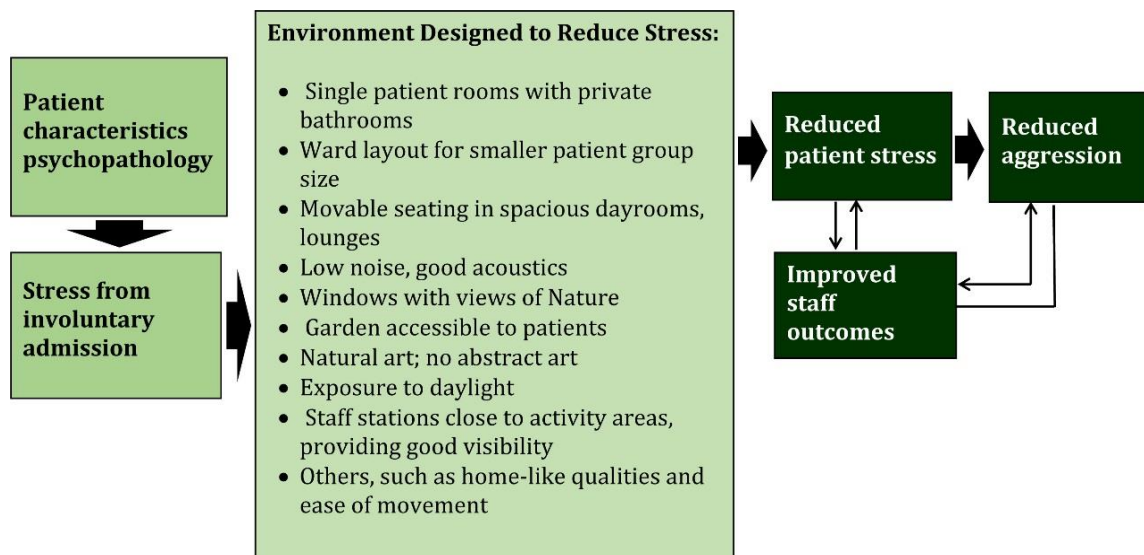 Patient
characteristics
psychopathology
Stress from
involuntary
admission
Environment Designed to Reduce Stress:
• Single patient rooms with private
bathrooms
• Ward layout for smaller patient group
size
• Movable seating in spacious dayrooms,
lounges
• Low noise, good acoustics
• Windows with views of Nature
• Garden accessible to patients
• Natural art; no abstract art
• Exposure to daylight
• Staff stations close to activity areas,
providing good visibility
• Others, such as home-like qualities and
ease of movement
Reduced
patient stress
Reduced
aggression
Improved
staff
outcomes